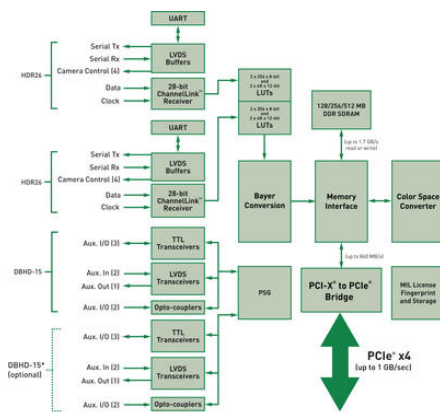 UART
Serial Tx
Serial Rx
Camera Control (4)
LVDS
Buffers
HDR26
Data
Clock
28-bit
ChannelLink™
Receiver
2 x 256 x 8-bit
and
2 x 4K x 12-bit
LUTs
2 x 256 x 8-bit
and
2 x 4K x 12-bit
LUTs
128/256/512 MB
DDR SDRAM
UART
(up to 1.7 GB/s
read or write)
Serial Tx
Serial Rx
Camera Control (4)
LVDS
Buffers
HDR26
Data
Clock
28-bit
ChannelLink™
Receiver
Bayer
Conversion
Memory
Interface
Color Space
Converter
Aux. I/O (3)
TTL
Transceivers
DBHD-15
Aux. In (2)
Aux. Out (1)
LVDS
Transceivers
(up to 860 MB/s)
Aux. I/O (2)
Opto-couplers
PSG
PCI-X® to PCIe®
Bridge
MIL License
Fingerprint
and Storage
Aux. I/O (3)
TTL
Transceivers
DBHD-15*
(optional)
Aux. In (2)
Aux. Out (1)
LVDS
Transceivers
PCIe® x4
(up to 1 GB/sec)
Aux. I/O (2)
Opto-couplers